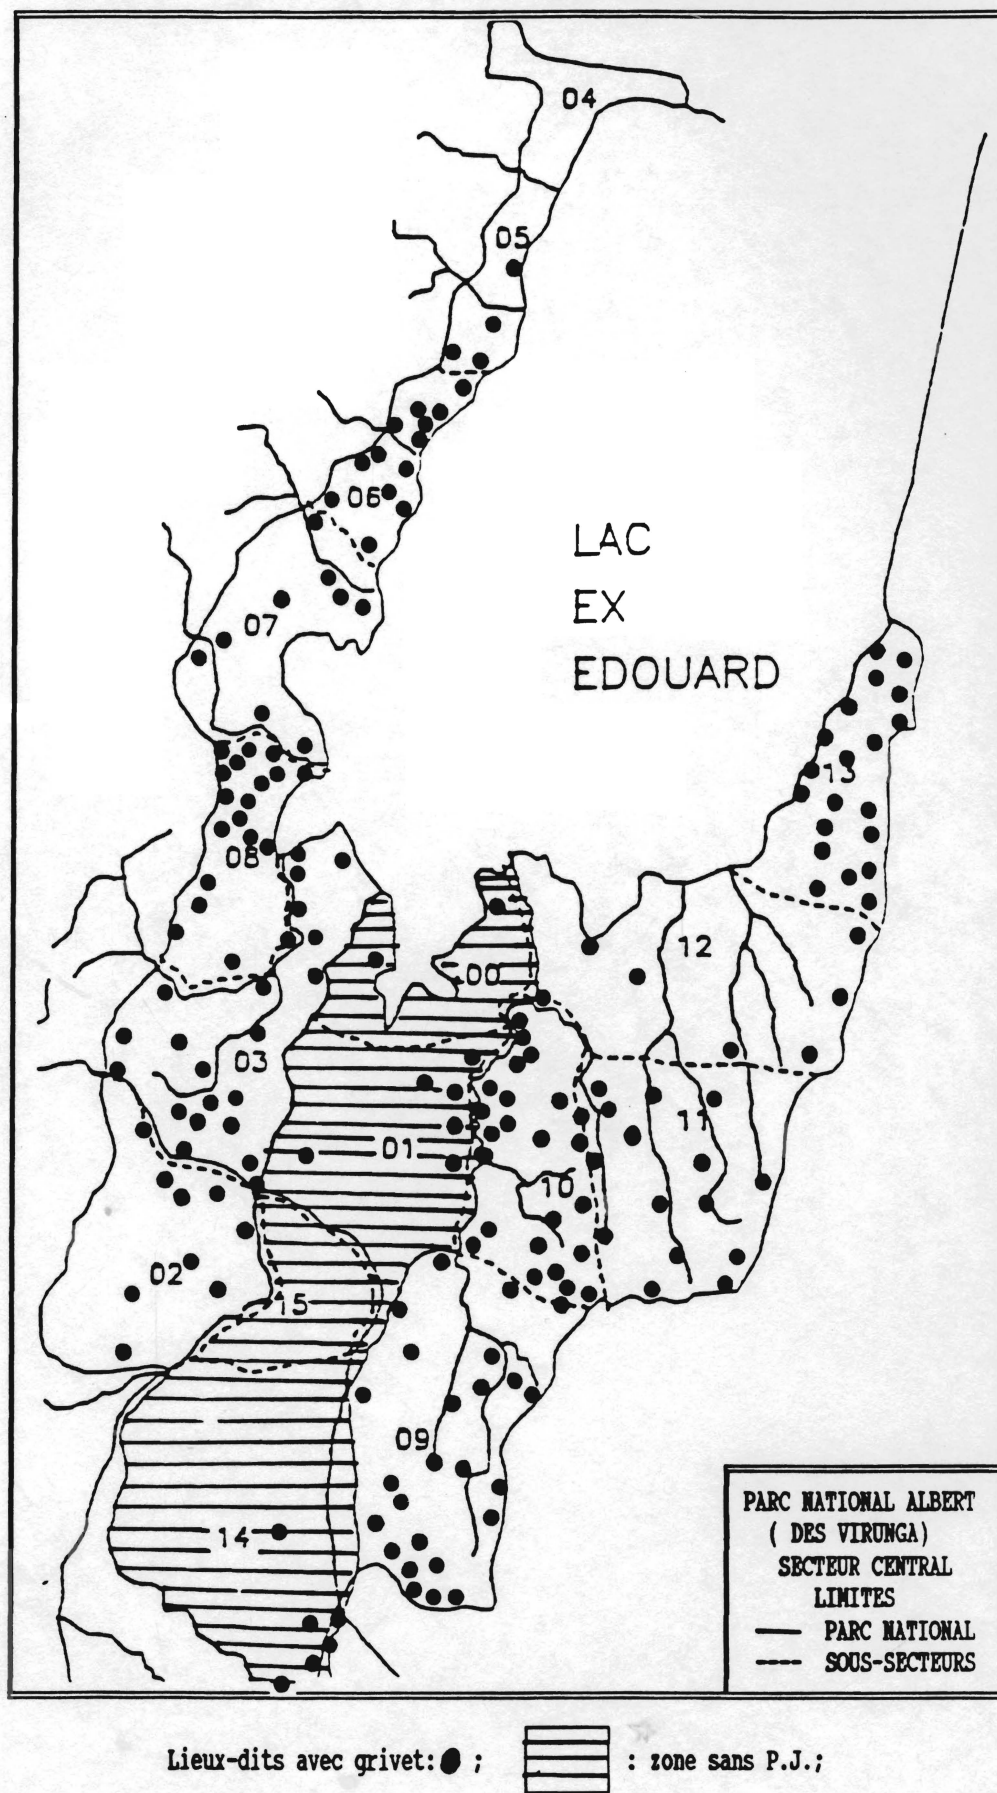 04
05
06
LAC
EX
EDOUARD
07
13
08
12
00
03
11
01
10
02
15
09
14
PARC NATIONAL ALBERT
( DES VIRUNGA)
SECTEUR CENTRAL
LIMITES
PARC NATIONAL
SOUS-SECTEURS
Lieux-dits avec grivet: ; : zone sans P.J.;